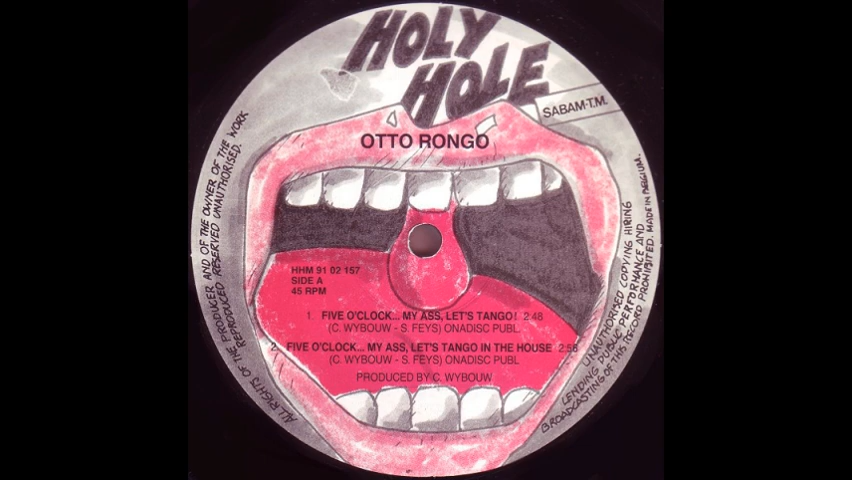 HOLY
HOLE
SABAM-T.M.
OTTO RONGO
HHM 91 02 157
SIDE A
45 RPM
1. FIVE O'CLOCK... MY ASS, LET'S TANGO! 2:48
(C. WYBOUW - S. FEYS) ONADISC PUBL.
2. FIVE O'CLOCK... MY ASS, LET'S TANGO IN THE HOUSE 2:58
(C. WYBOUW - S. FEYS) ONADISC PUBL
PRODUCED BY C. WYBOUW
ALL RIGHTS OF THE PRODUCER AND OF THE OWNER OF THE WORK
REPRODUCED RESERVED UNAUTHORISED.
UNAUTHORISED COPYING HIRING
LENDING PUBLIC PERFORMANCE AND
BROADCASTING OF THIS RECORD PROHIBITED. MADE IN BELGIUM.